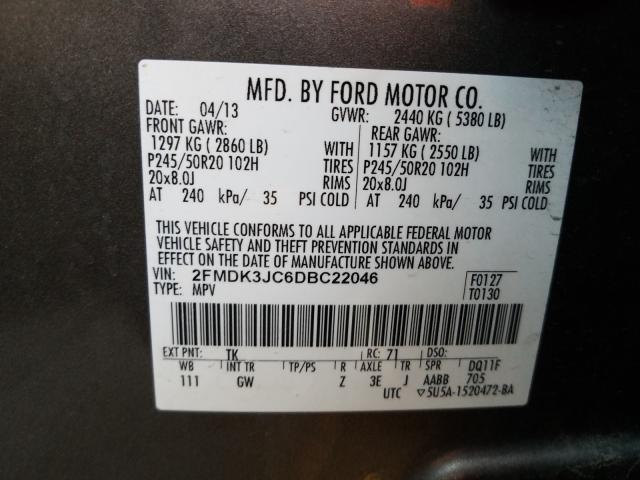 MFD. BY FORD MOTOR CO.
DATE: 04/13 GVWR: 2440 KG ( 5380 LB)
FRONT GAWR: REAR GAWR:
1297 KG ( 2860 LB) WITH 1157 KG ( 2550 LB) WITH
P245/50R20 102H TIRES P245/50R20 102H TIRES
20x8.0J RIMS 20x8.0J RIMS
AT 240 kPa/ 35 PSI COLD AT 240 kPa/ 35 PSI COLD
THIS VEHICLE CONFORMS TO ALL APPLICABLE FEDERAL MOTOR
VEHICLE SAFETY AND THEFT PREVENTION STANDARDS IN
EFFECT ON THE DATE OF MANUFACTURE SHOWN ABOVE.
VIN: 2FMDK3JC6DBC22046 F0127
TYPE: MPV T0130
EXT PNT: TK RC: 71 DSO:
WB INT TR TP/PS R AXLE TR SPR DQ11F
111 GW Z 3E J AABB 705
UTC ▽5U5A-1520472-BA